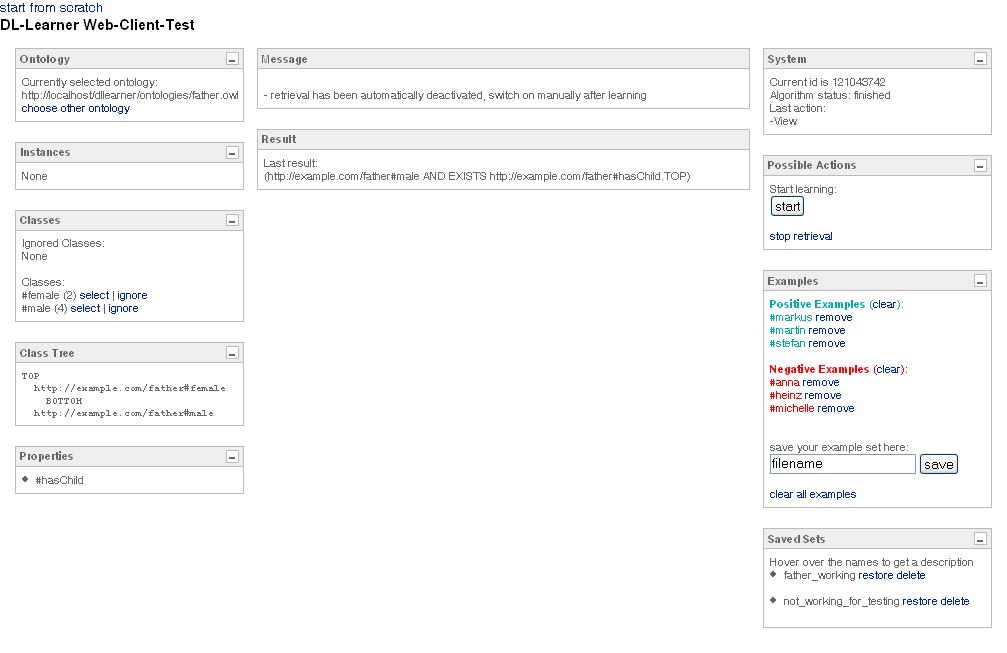 start from scratch
DL-Learner Web-Client-Test
Ontology
Currently selected ontology:
http://localhost/dllearner/ontologies/father.owl
choose other ontology
Instances
None
Classes
Ignored Classes:
None
Classes:
#female (2) select | ignore
#male (4) select | ignore
Class Tree
TOP
http://example.com/father#female
BOTTOM
http://example.com/father#male
Properties
#hasChild
Message
- retrieval has been automatically deactivated, switch on manually after learning
Result
Last result:
(http://example.com/father#male AND EXISTS http://example.com/father#hasChild.TOP)
System
Current id is 121043742
Algorithm status: finished
Last action:
-View
Possible Actions
Start learning:
start
stop retrieval
Examples
Positive Examples (clear):
#markus remove
#martin remove
#stefan remove
Negative Examples (clear):
#anna remove
#heinz remove
#michelle remove
save your example set here:
filename save
clear all examples
Saved Sets
Hover over the names to get a description
father_working restore delete
not_working_for_testing restore delete